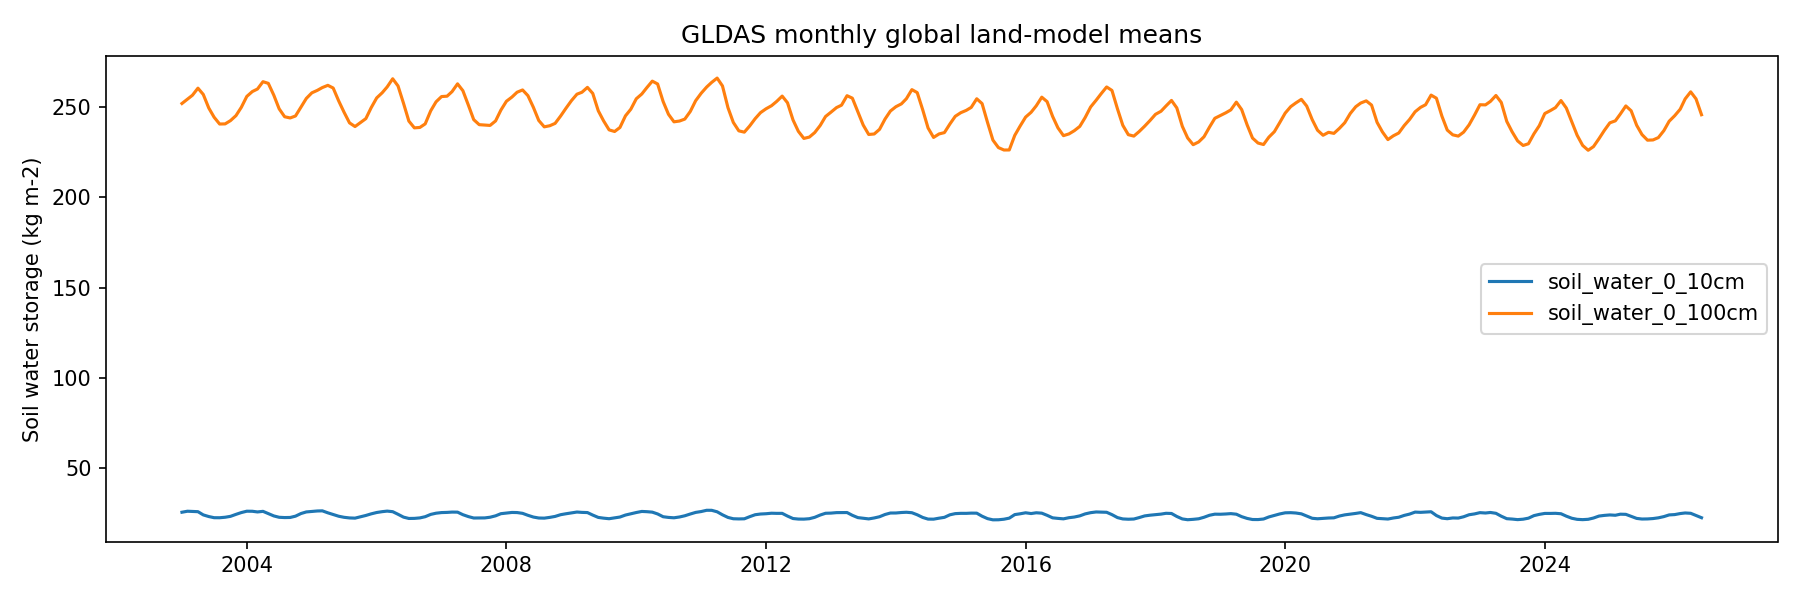 GLDAS monthly global land-model means
Soil water storage (kg m-2)
250
200
150
100
50
soil_water_0_10cm
soil_water_0_100cm
2004 2008 2012 2016 2020 2024